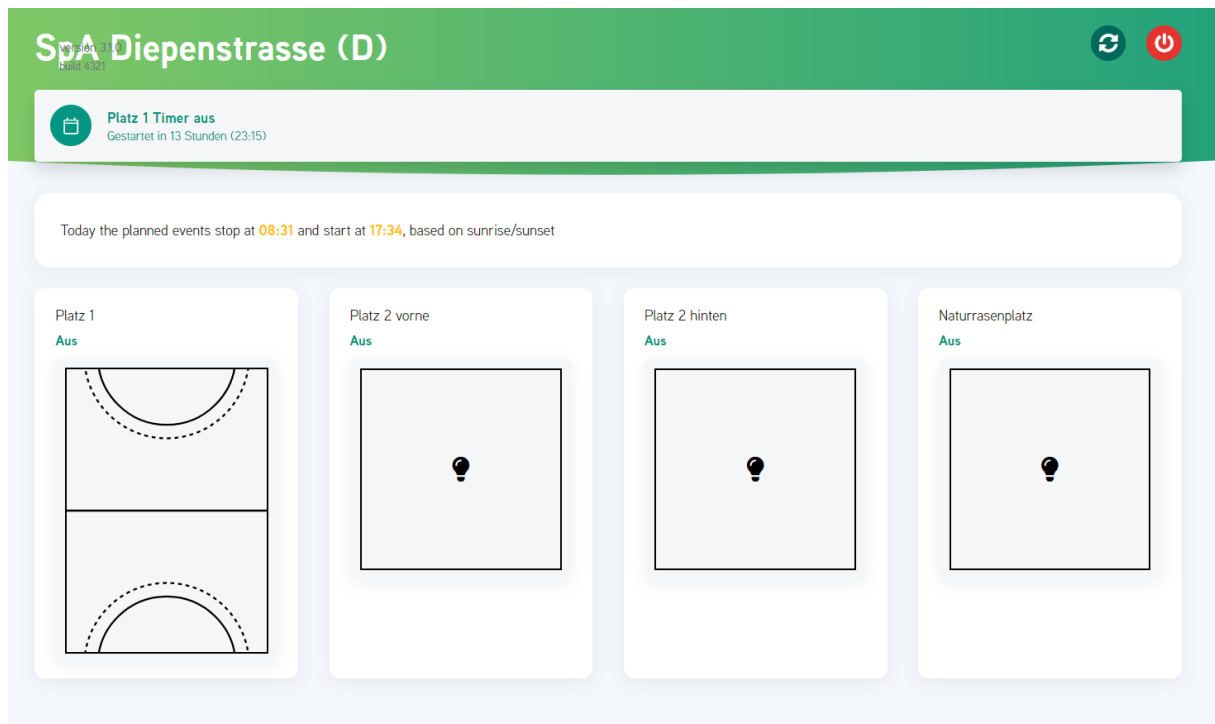 SpA Diepenstrasse (D)
version 3.1.0
build 4321
Platz 1 Timer aus
Gestartet in 13 Stunden (23:15)
Today the planned events stop at 08:31 and start at 17:34, based on sunrise/sunset
Platz 1
Aus
Platz 2 vorne
Aus
Platz 2 hinten
Aus
Naturrasenplatz
Aus